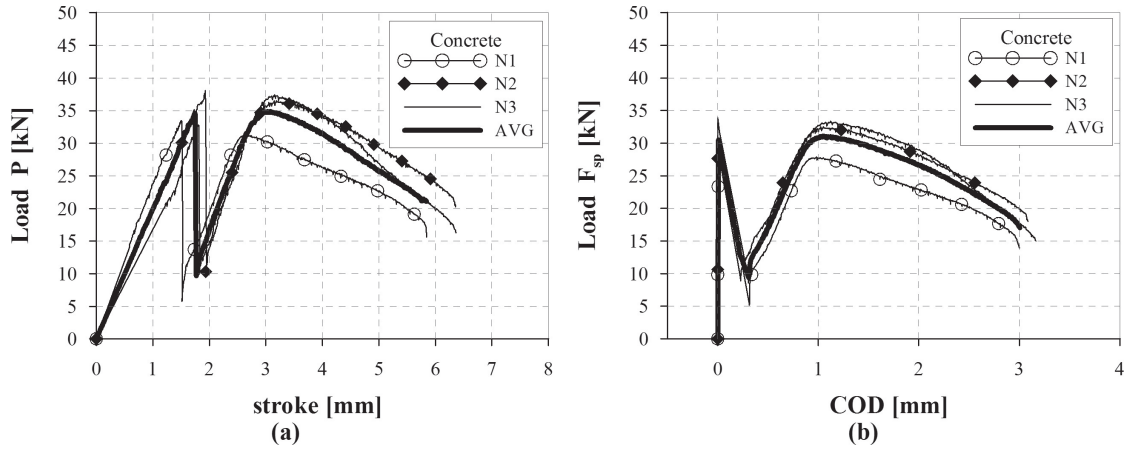 50
45
40
35
30
25
20
15
10
5
0
Load P [kN]
Concrete
N1
N2
N3
AVG
0 1 2 3 4 5 6 7 8
stroke [mm]
(a)
50
45
40
35
30
25
20
15
10
5
0
Load Fsp [kN]
Concrete
N1
N2
N3
AVG
0 1 2 3 4
COD [mm]
(b)